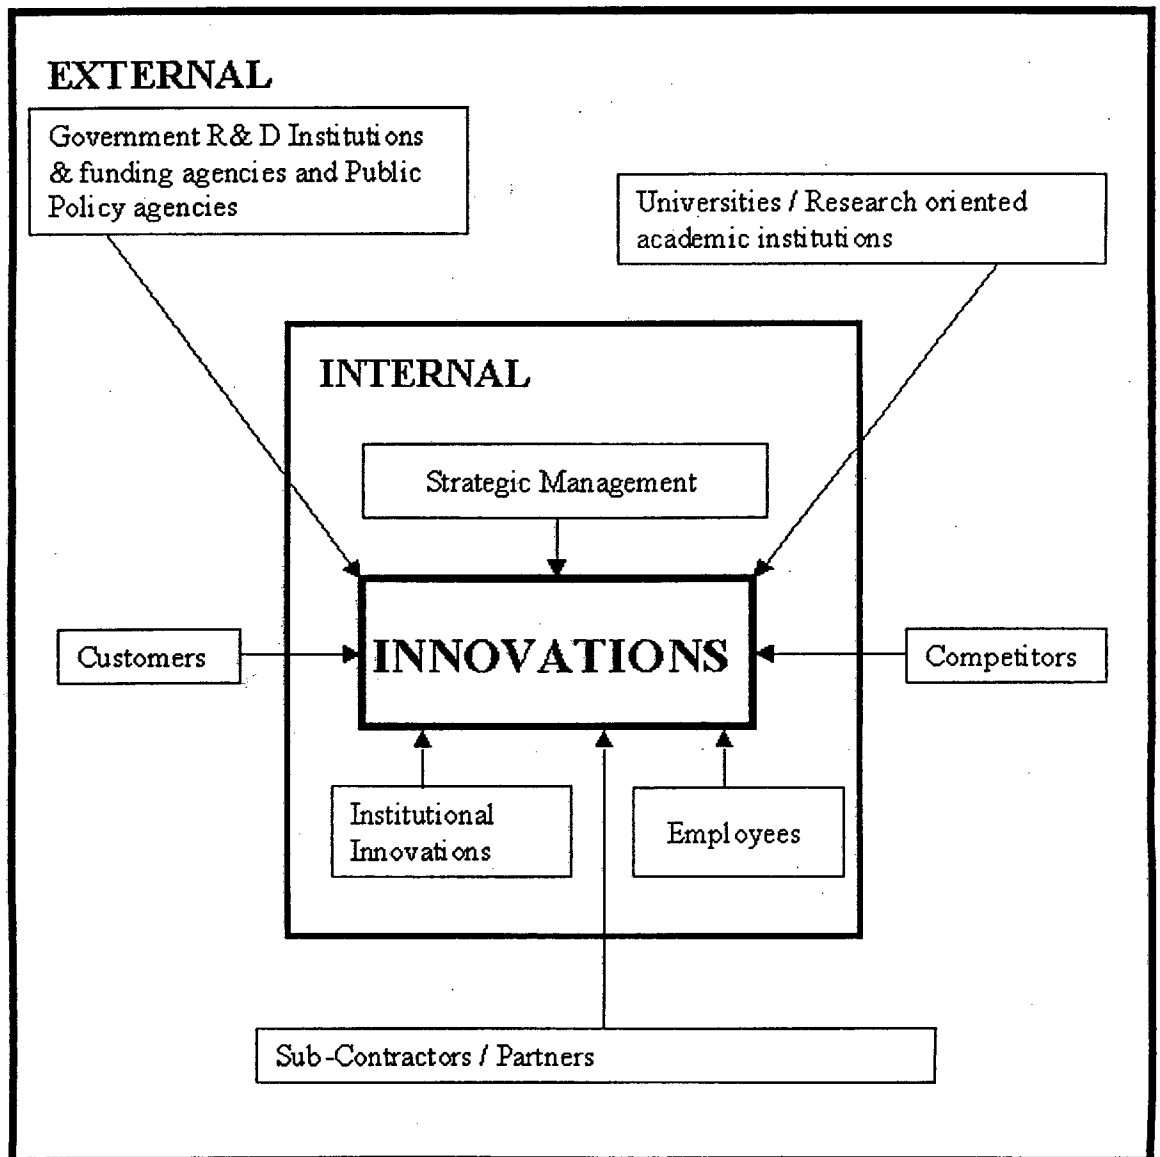 EXTERNAL
Government R& D Institutions
& funding agencies and Public
Policy agencies
Universities / Research oriented
academic institutions
INTERNAL
Strategic Management
Customers
INNOVATIONS
Competitors
Institutional
Innovations
Employees
Sub-Contractors / Partners